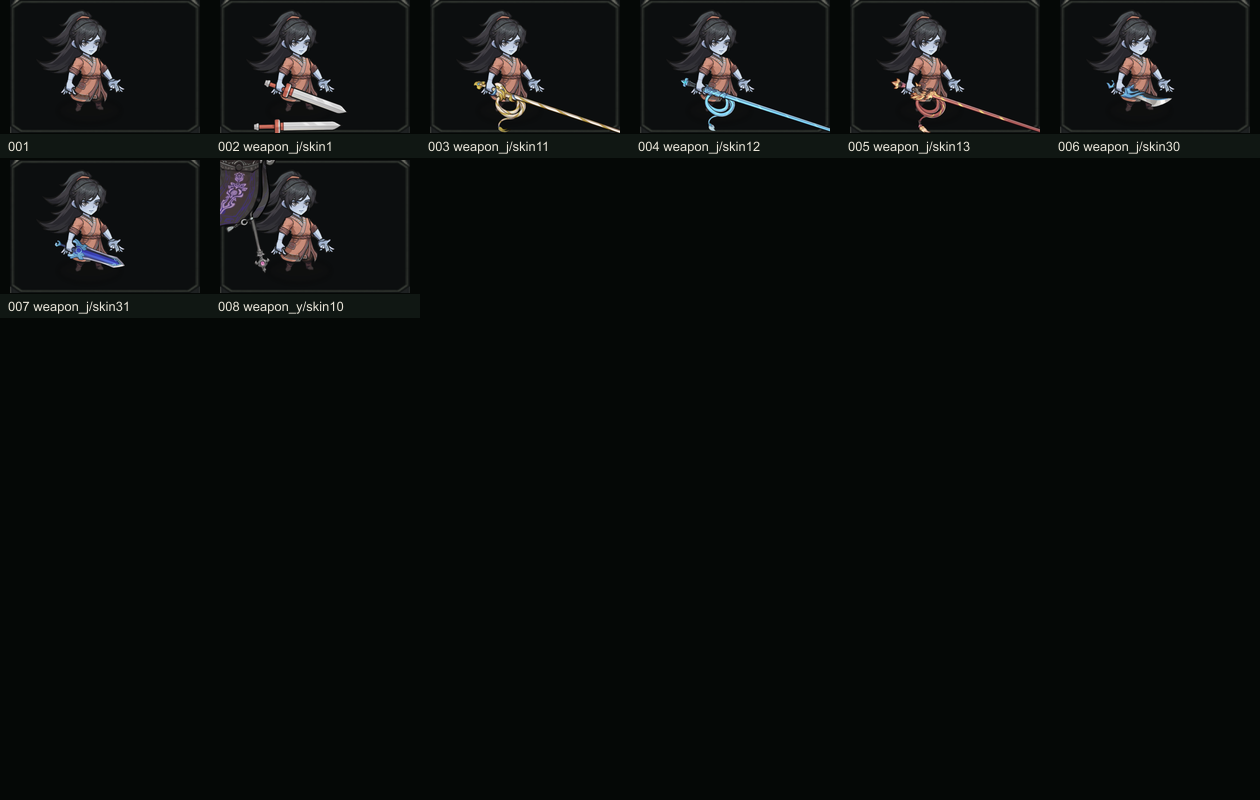 001
002 weapon_j/skin1
003 weapon_j/skin11
004 weapon_j/skin12
005 weapon_j/skin13
006 weapon_j/skin30
007 weapon_j/skin31
008 weapon_y/skin10